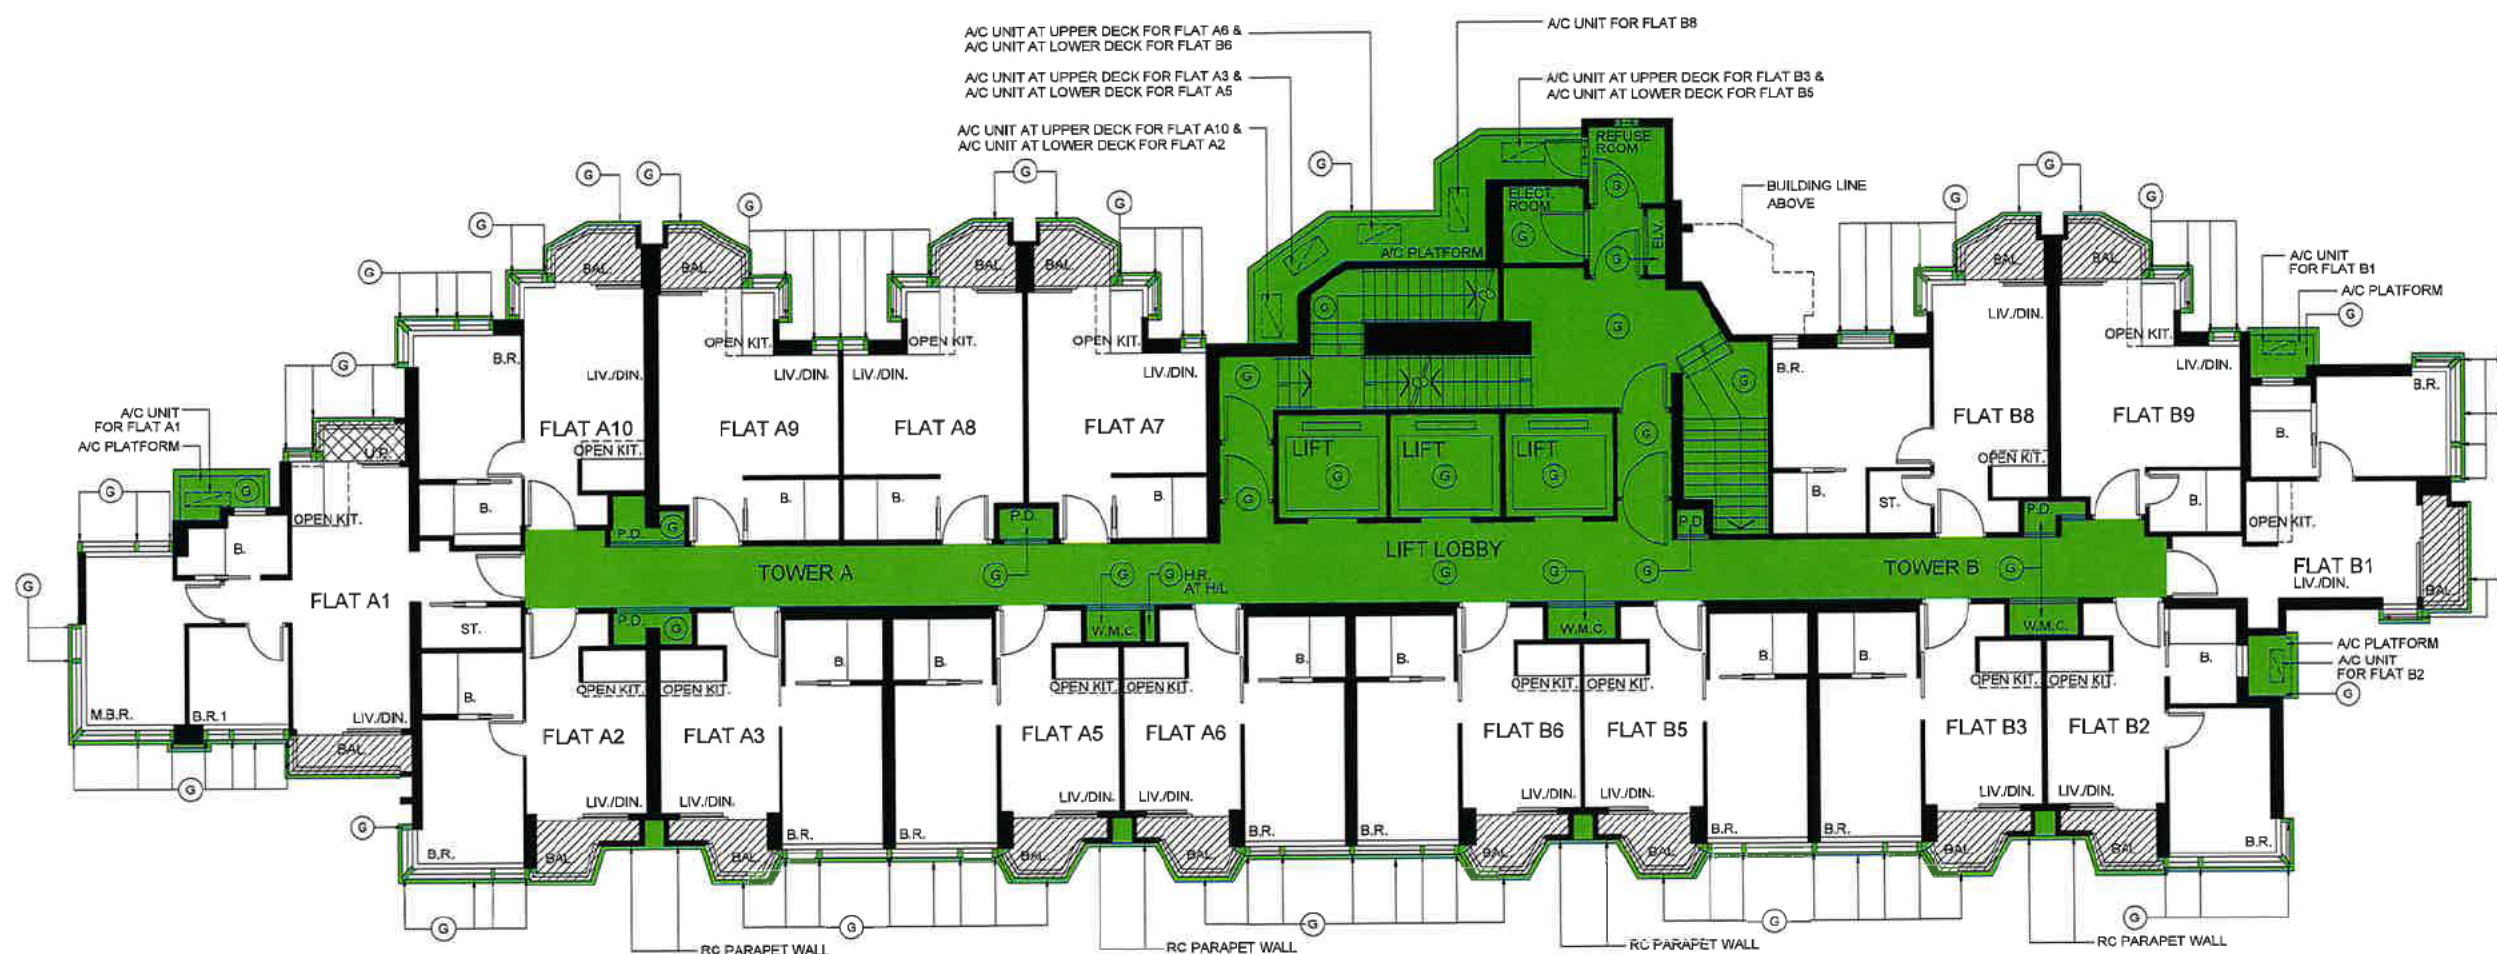 A/C UNIT AT UPPER DECK FOR FLAT A6 &
A/C UNIT AT LOWER DECK FOR FLAT B6
A/C UNIT FOR FLAT B8
A/C UNIT AT UPPER DECK FOR FLAT A3 &
A/C UNIT AT LOWER DECK FOR FLAT A5
A/C UNIT AT UPPER DECK FOR FLAT B3 &
A/C UNIT AT LOWER DECK FOR FLAT B5
A/C UNIT AT UPPER DECK FOR FLAT A10 &
A/C UNIT AT LOWER DECK FOR FLAT A2
REFUSE
ROOM
G
G
G
G
G
G
G
BUILDING LINE
ABOVE
ELECT.
ROOM
G
G
G
G
G
G
G
G
G
ELV.
A/C PLATFORM
BAL.
BAL.
BAL.
BAL.
BAL.
BAL.
A/C UNIT
FOR FLAT B1
A/C PLATFORM
G
G
G
G
OPEN KIT.
OPEN KIT.
OPEN KIT.
OPEN KIT.
LIV./DIN.
B.R.
LIV./DIN.
LIV./DIN.
LIV./DIN.
LIV./DIN.
B.R.
LIV./DIN.
B.R.
G
G
G
A/C UNIT
FOR FLAT A1
A/C PLATFORM
U.P.
FLAT A10
OPEN KIT.
FLAT A9
FLAT A8
FLAT A7
LIFT
LIFT
LIFT
G
G
G
G
G
FLAT B8
OPEN KIT.
FLAT B9
B.
G
G
OPEN KIT.
B.
B.
B.
B.
B.
ST.
B.
OPEN KIT.
P.D.
G
P.D.
P.D.
P.D.
B.
TOWER A
G
G
G
H.R.
AT H/L
LIFT LOBBY
G
G
G
TOWER B
G
FLAT B1
LIV./DIN.
BAL.
G
FLAT A1
ST.
P.D.
G
W.M.C.
W.M.C.
W.M.C.
A/C PLATFORM
A/C UNIT
FOR FLAT B2
G
B.
B.
B.
B.
B.
B.
B.
B.
OPEN KIT.
OPEN KIT.
OPEN KIT.
OPEN KIT.
OPEN KIT.
OPEN KIT.
OPEN KIT.
OPEN KIT.
M.B.R.
B.R.1
LIV./DIN.
BAL.
FLAT A2
FLAT A3
FLAT A5
FLAT A6
FLAT B6
FLAT B5
FLAT B3
FLAT B2
G
G
LIV./DIN.
LIV./DIN.
LIV./DIN.
LIV./DIN.
LIV./DIN.
LIV./DIN.
LIV./DIN.
LIV./DIN.
B.R.
BAL.
BAL.
B.R.
B.R.
BAL.
BAL.
B.R.
B.R.
BAL.
BAL.
B.R.
B.R.
BAL.
BAL.
B.R.
G
G
G
G
G
RC PARAPET WALL
RC PARAPET WALL
RC PARAPET WALL
RC PARAPET WALL